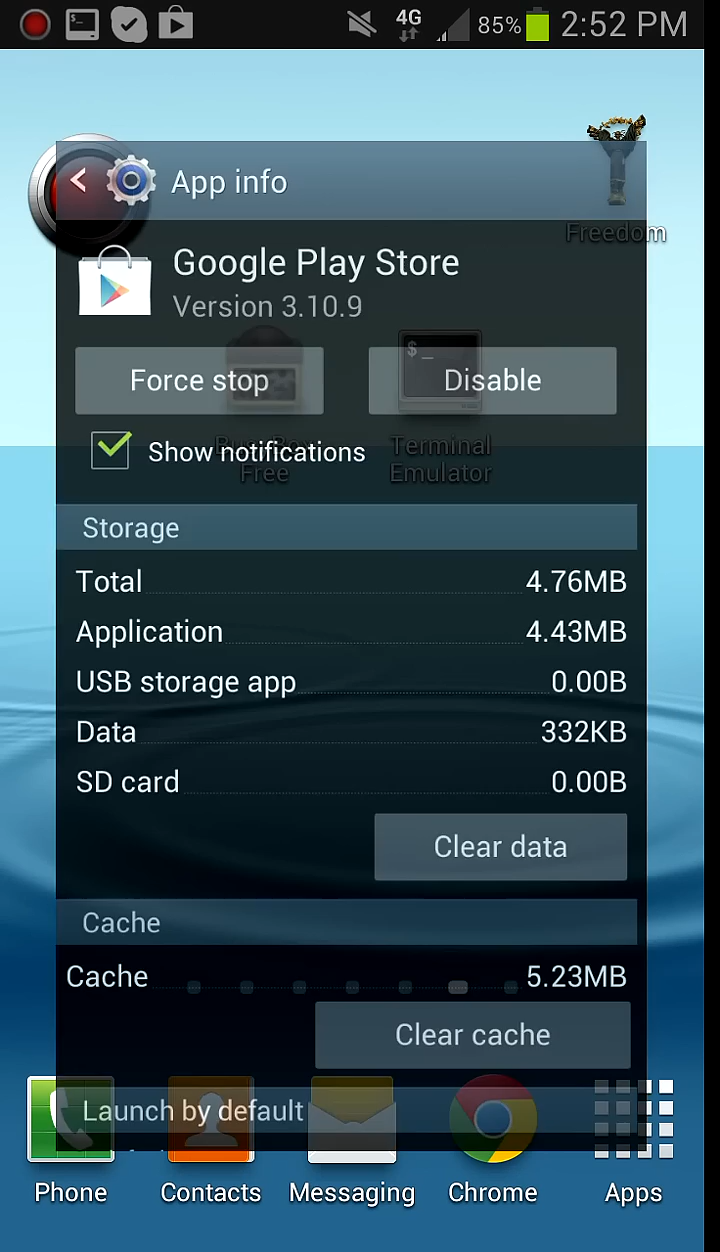 4G 85% 2:52 PM
App info
Freedom
Google Play Store
Version 3.10.9
$_
Force stop Disable
Show notifications
Free
Terminal
Emulator
Storage
Total 4.76MB
Application 4.43MB
USB storage app 0.00B
Data 332KB
SD card 0.00B
Clear data
Cache
Cache 5.23MB
Clear cache
Launch by default
Phone Contacts Messaging Chrome Apps